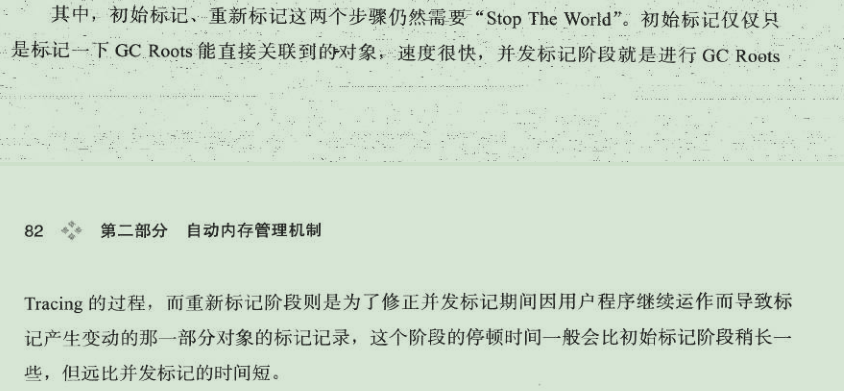 其中，初始标记、重新标记这两个步骤仍然需要“Stop The World”。初始标记仅仅只
是标记一下 GC Roots 能直接关联到的对象，速度很快，并发标记阶段就是进行 GC Roots
82 第二部分 自动内存管理机制
Tracing 的过程，而重新标记阶段则是为了修正并发标记期间因用户程序继续运作而导致标
记产生变动的那一部分对象的标记记录，这个阶段的停顿时间一般会比初始标记阶段稍长一
些，但远比并发标记的时间短。